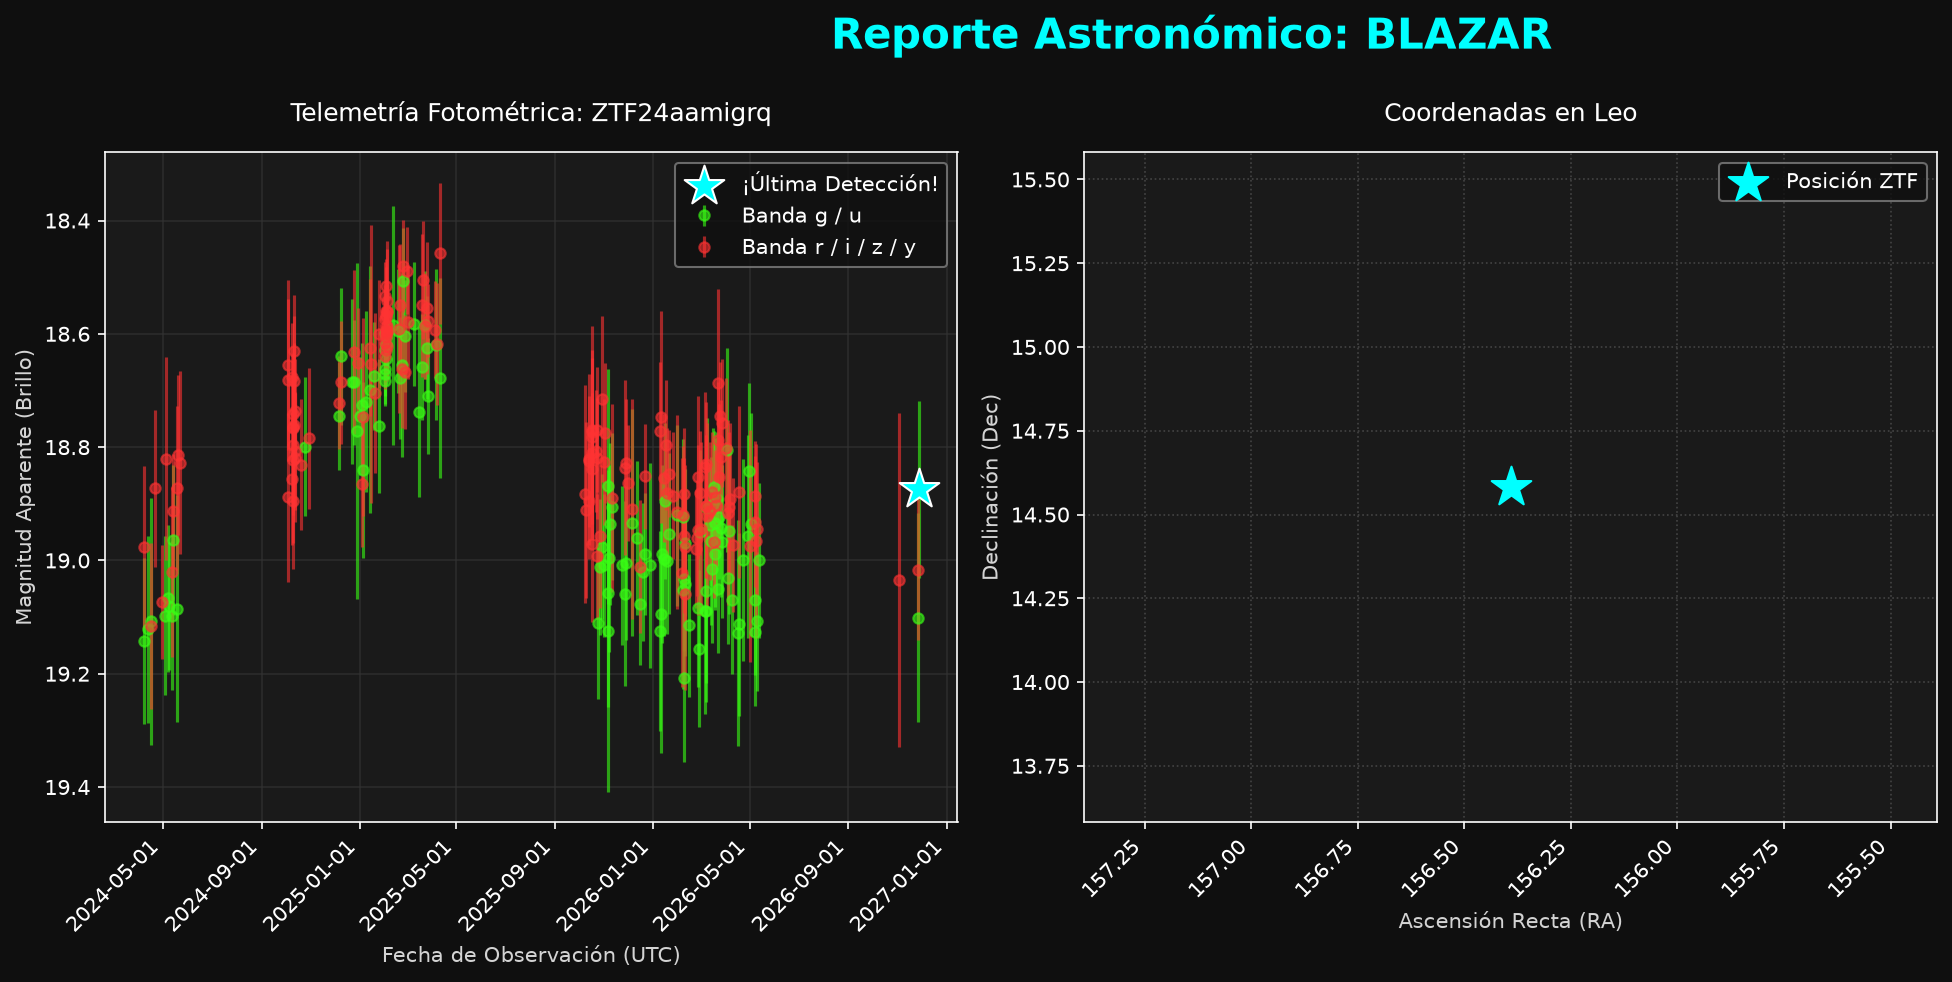 Reporte Astronómico: BLAZAR
Telemetría Fotométrica: ZTF24aamigrq
¡Última Detección!
Banda g / u
Banda r / i / z / y
Magnitud Aparente (Brillo)
18.4
18.6
18.8
19.0
19.2
19.4
2024-05-01
2024-09-01
2025-01-01
2025-05-01
2025-09-01
2026-01-01
2026-05-01
2026-09-01
2027-01-01
Fecha de Observación (UTC)
Coordenadas en Leo
Posición ZTF
Declinación (Dec)
15.50
15.25
15.00
14.75
14.50
14.25
14.00
13.75
157.25
157.00
156.75
156.50
156.25
156.00
155.75
155.50
Ascensión Recta (RA)